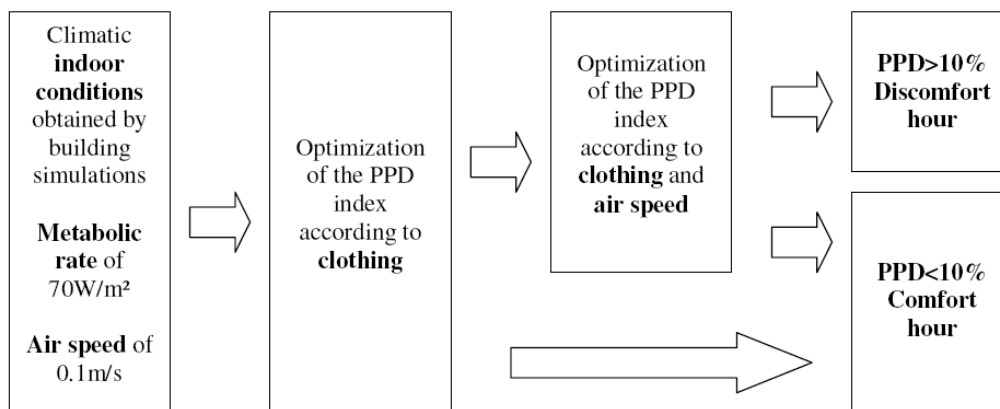 Climatic
indoor
conditions
obtained by
building
simulations
Metabolic
rate of
70W/m²
Air speed of
0.1m/s
Optimization
of the PPD
index
according to
clothing
Optimization
of the PPD
index
according to
clothing and
air speed
PPD>10%
Discomfort
hour
PPD<10%
Comfort
hour